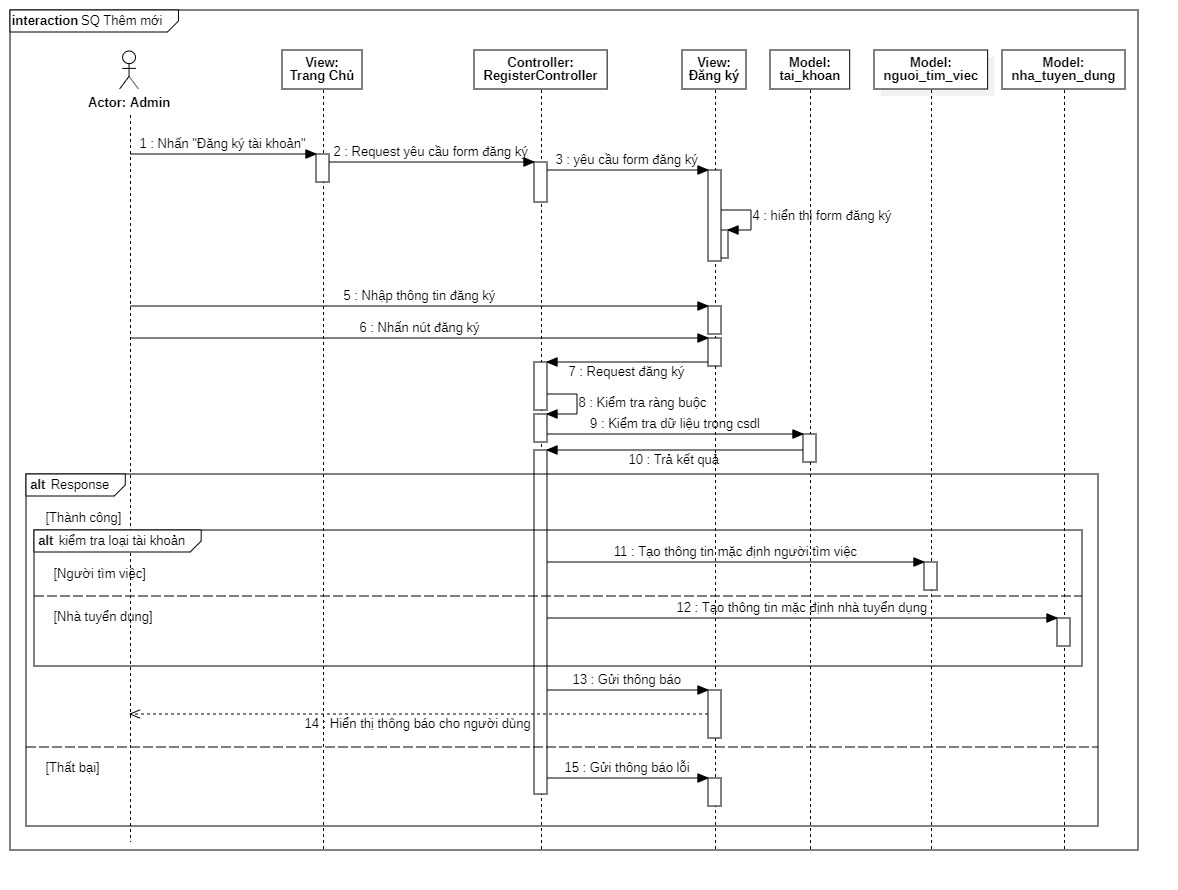 interaction SQ Thêm mới
Actor: Admin
View:
Trang Chủ
Controller:
RegisterController
View:
Đăng ký
Model:
tai_khoan
Model:
nguoi_tim_viec
Model:
nha_tuyen_dung
1 : Nhấn "Đăng ký tài khoản"
2 : Request yêu cầu form đăng ký
3 : yêu cầu form đăng ký
4 : hiển thi form đăng ký
5 : Nhập thông tin đăng ký
6 : Nhấn nút đăng ký
7 : Request đăng ký
8 : Kiểm tra ràng buộc
9 : Kiểm tra dữ liệu trong csdl
10 : Trả kết quả
alt Response
[Thành công]
alt kiểm tra loại tài khoản
11 : Tạo thông tin mặc định người tìm việc
[Người tìm việc]
12 : Tạo thông tin mặc định nhà tuyển dụng
[Nhà tuyển dụng]
13 : Gửi thông báo
14 : Hiển thị thông báo cho người dùng
[Thất bại]
15 : Gửi thông báo lỗi